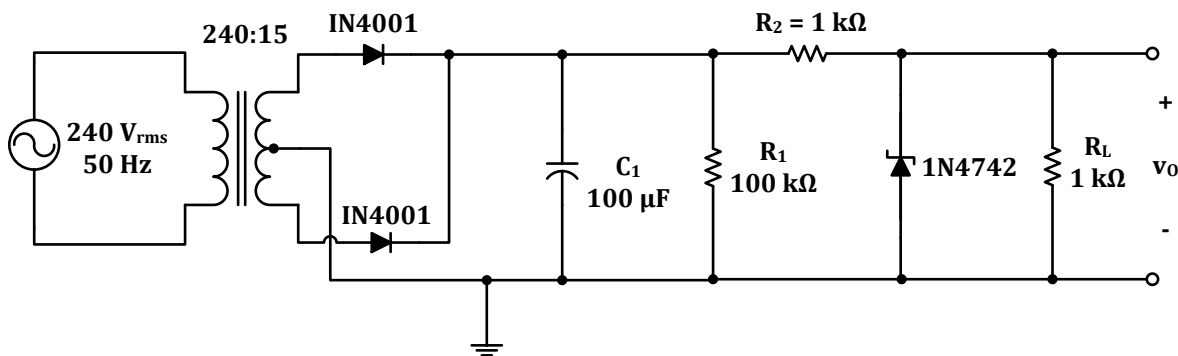 240:15
IN4001
240 Vrms
50 Hz
IN4001
C1
100 µF
R1
100 kΩ
R2 = 1 kΩ
1N4742
RL
1 kΩ
+
vO
-